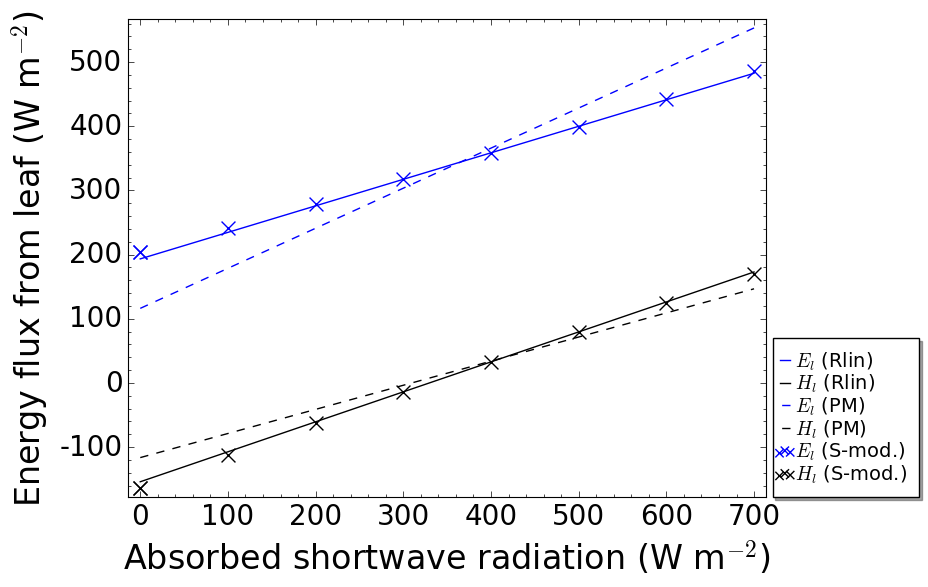 Energy flux from leaf (W m⁻²)
500
400
300
200
100
0
-100
0 100 200 300 400 500 600 700
Absorbed shortwave radiation (W m⁻²)
E_l (Rlin)
H_l (Rlin)
E_l (PM)
H_l (PM)
E_l (S-mod.)
H_l (S-mod.)